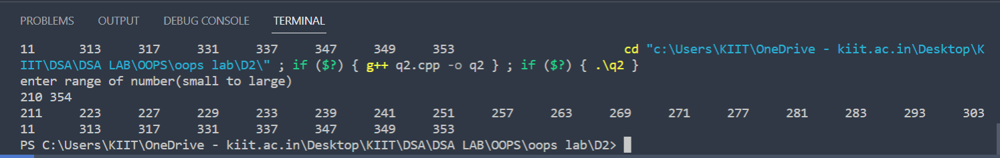 PROBLEMS OUTPUT DEBUG CONSOLE TERMINAL
11 313 317 331 337 347 349 353 cd "c:\Users\KIIT\OneDrive - kiit.ac.in\Desktop\K
IIT\DSA\DSA LAB\OOPS\oops lab\D2\" ; if ($?) { g++ q2.cpp -o q2 } ; if ($?) { .\q2 }
enter range of number(small to large)
210 354
211 223 227 229 233 239 241 251 257 263 269 271 277 281 283 293 303
11 313 317 331 337 347 349 353
PS C:\Users\KIIT\OneDrive - kiit.ac.in\Desktop\KIIT\DSA\DSA LAB\OOPS\oops lab\D2>